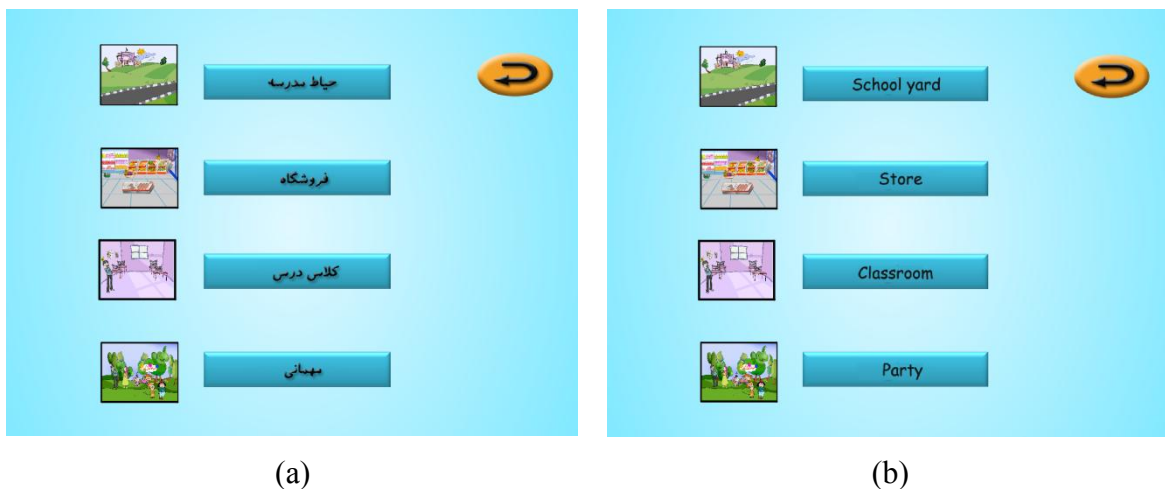 حیاط مدرسه
فروشگاه
کلاس درس
مهمانی
(a)
School yard
Store
Classroom
Party
(b)